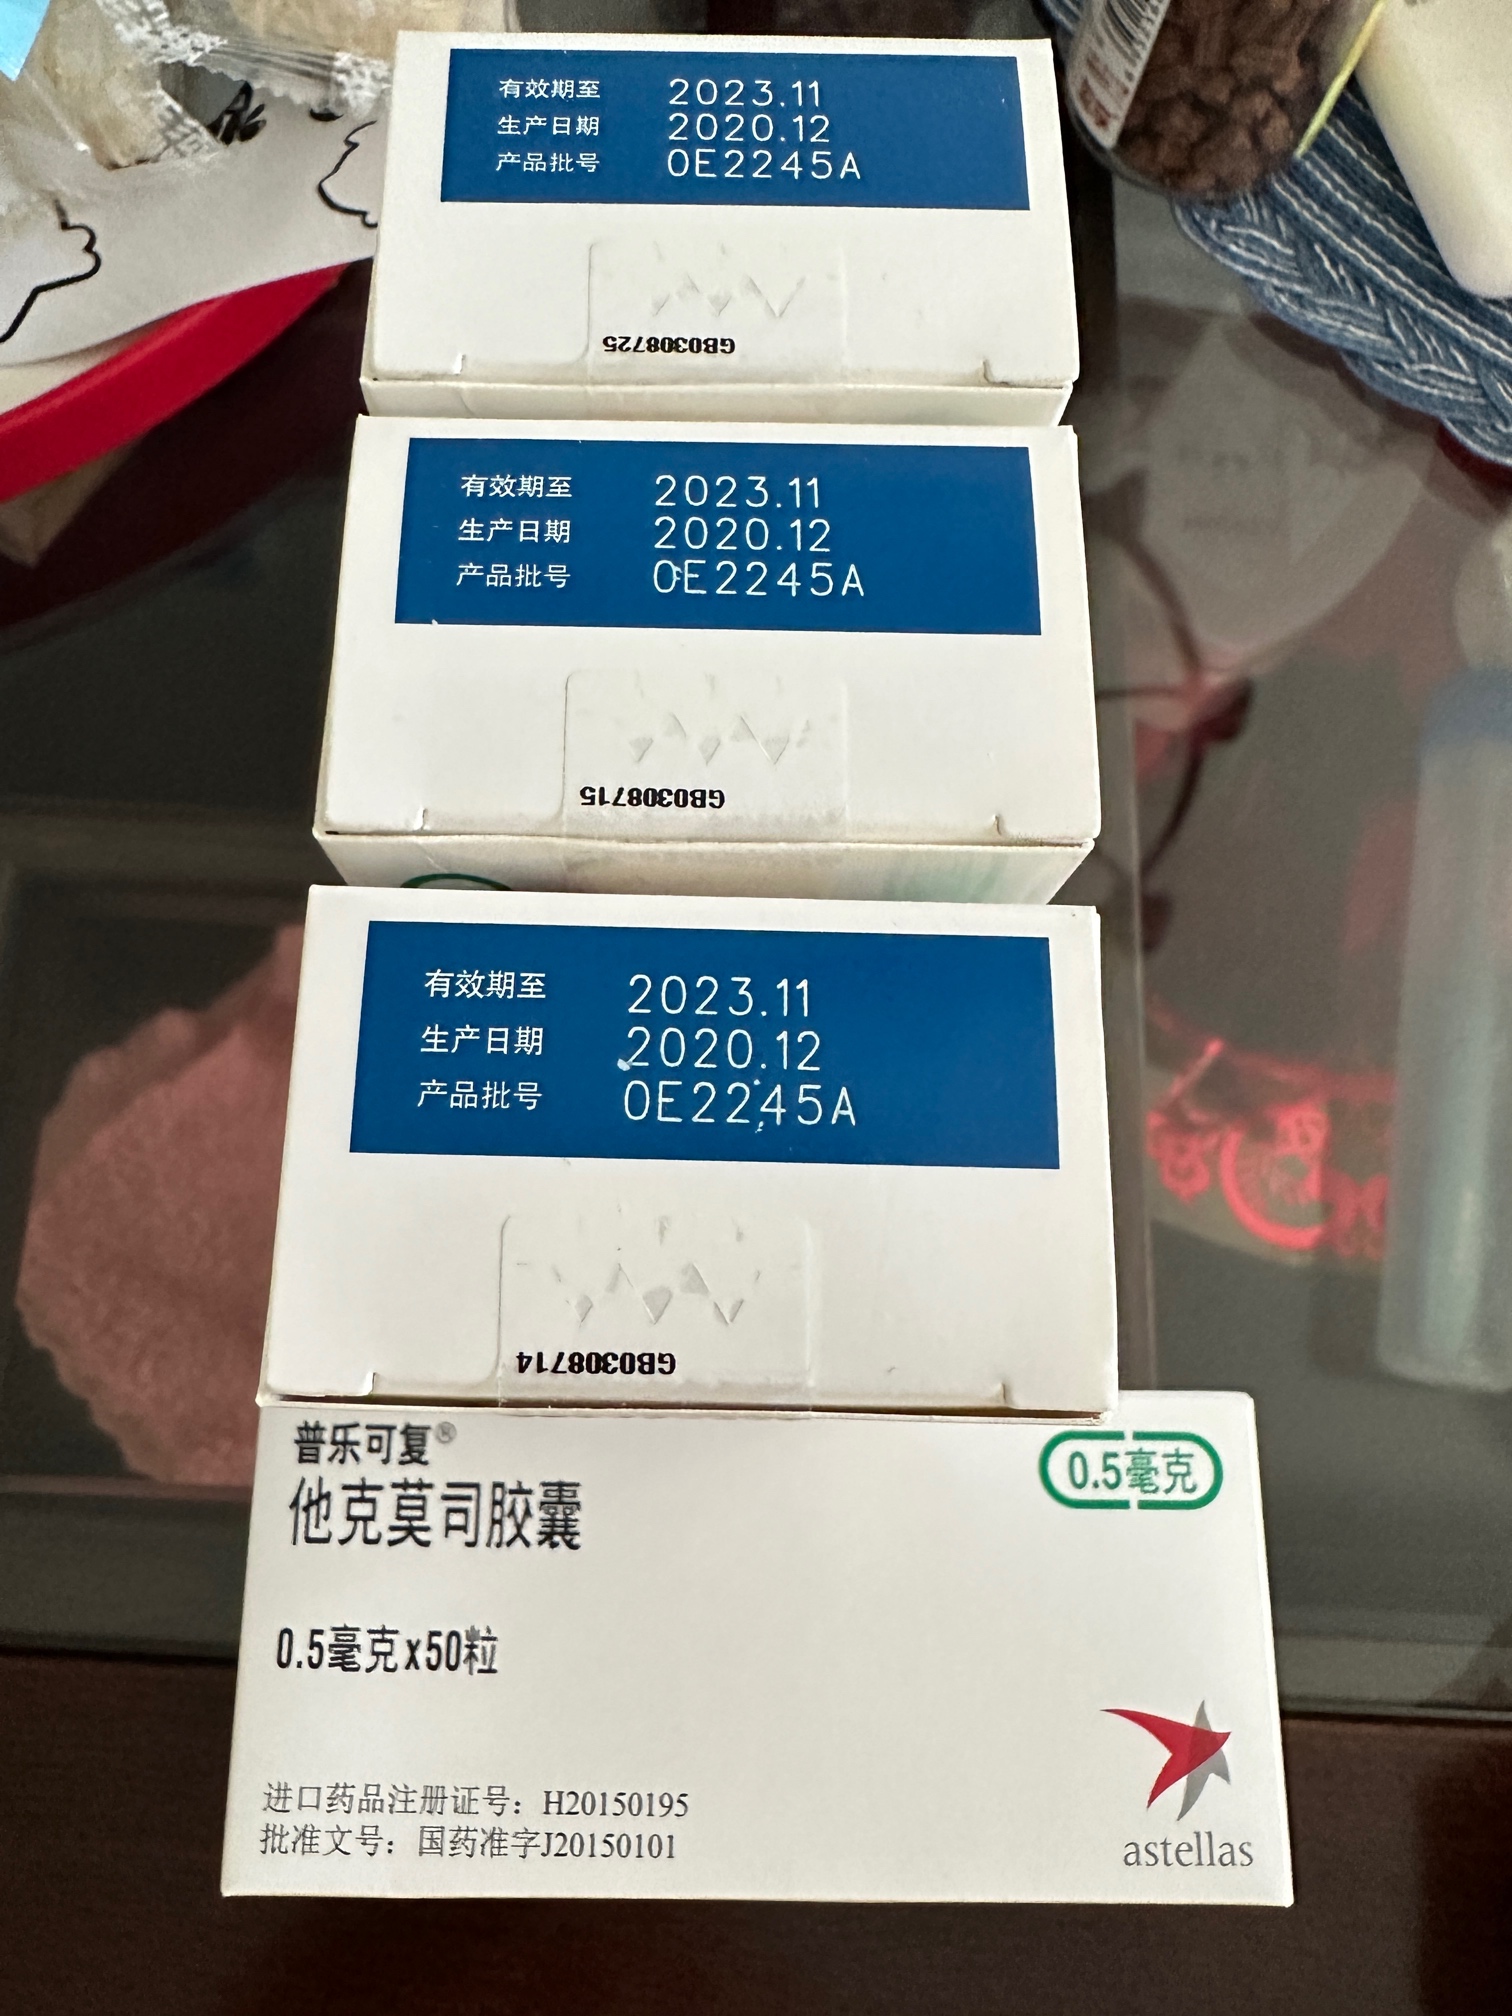 有效期至 2023.11
生产日期 2020.12
产品批号 0E2245A
GB0308725
有效期至 2023.11
生产日期 2020.12
产品批号 0E2245A
GB0308715
有效期至 2023.11
生产日期 2020.12
产品批号 0E2245A
GB0308714
普乐可复®
0.5毫克
他克莫司胶囊
0.5毫克x50粒
进口药品注册证号：H20150195
批准文号：国药准字J20150101
astellas